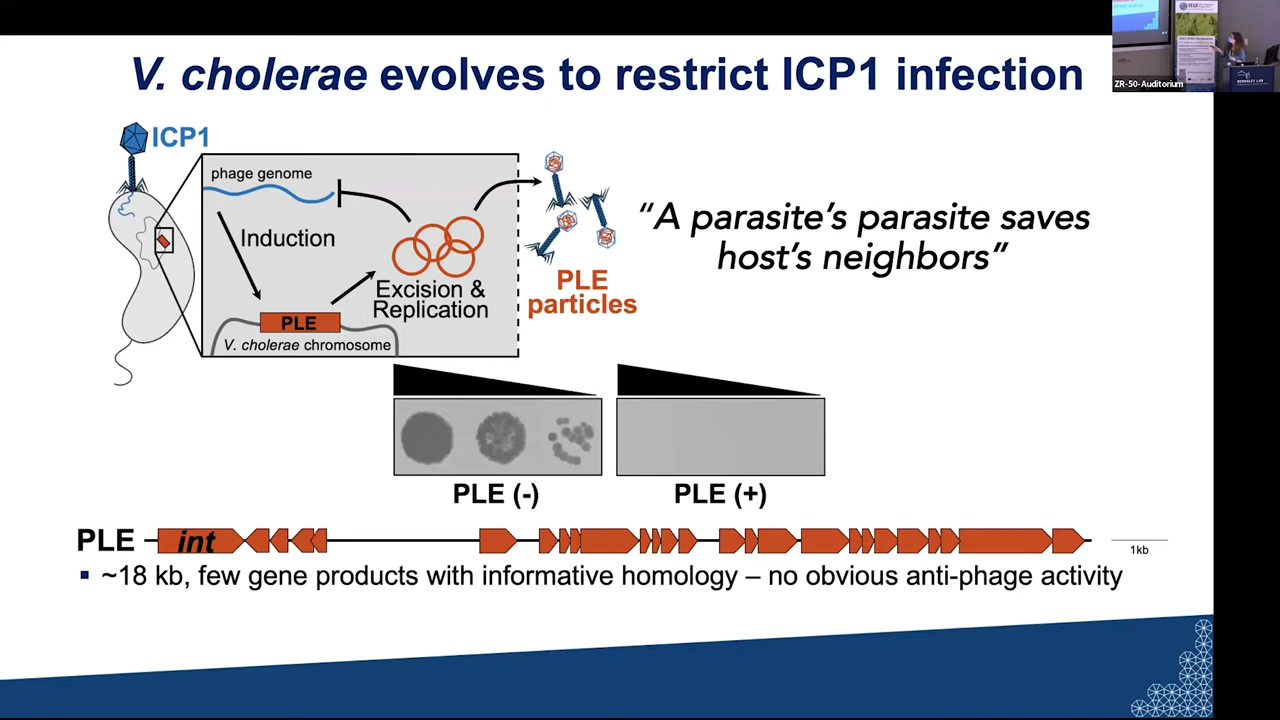 V. cholerae evolves to restrict ICP1 infection
ZR-50-Auditorium
ICP1
phage genome
Induction
Excision &
Replication
PLE
V. cholerae chromosome
PLE
particles
“A parasite’s parasite saves
host’s neighbors”
PLE (-)
PLE (+)
PLE
int
1kb
▪ ~18 kb, few gene products with informative homology – no obvious anti-phage activity